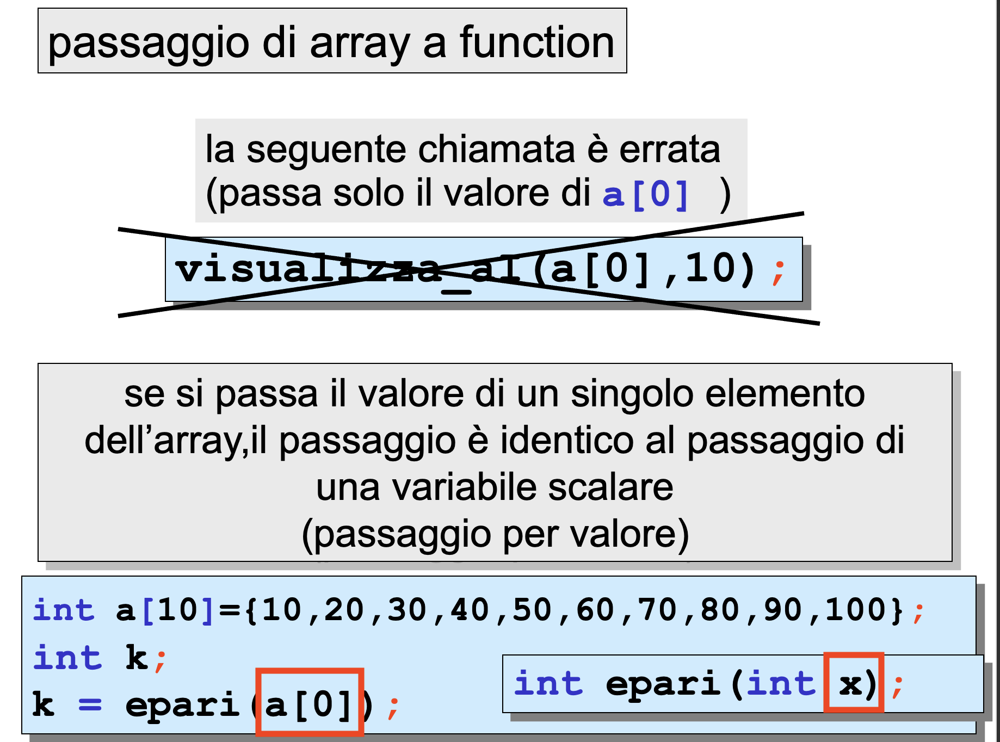 passaggio di array a function
la seguente chiamata è errata
(passa solo il valore di a[0] )
visualizza_aI(a[0],10);
se si passa il valore di un singolo elemento
dell’array,il passaggio è identico al passaggio di
una variabile scalare
(passaggio per valore)
int a[10]={10,20,30,40,50,60,70,80,90,100};
int k;
k = epari(a[0]);
int epari(int x);